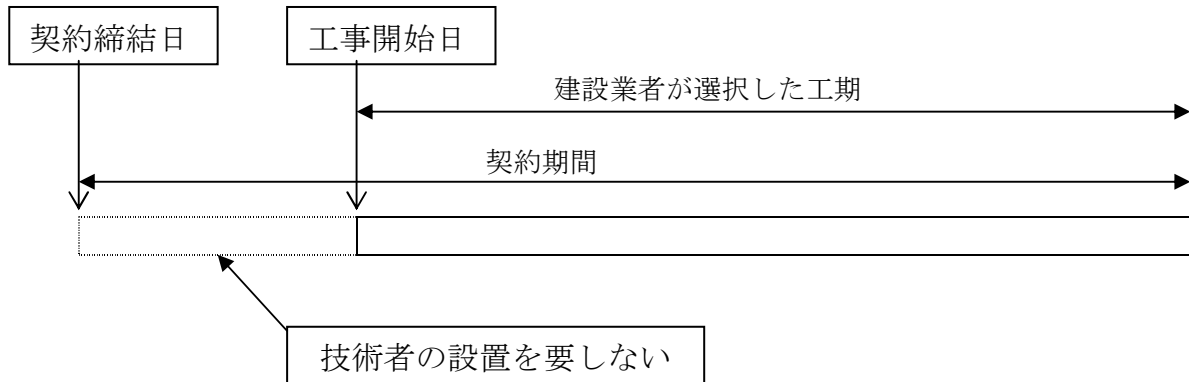 契約締結日
工事開始日
建設業者が選択した工期
契約期間
技術者の設置を要しない